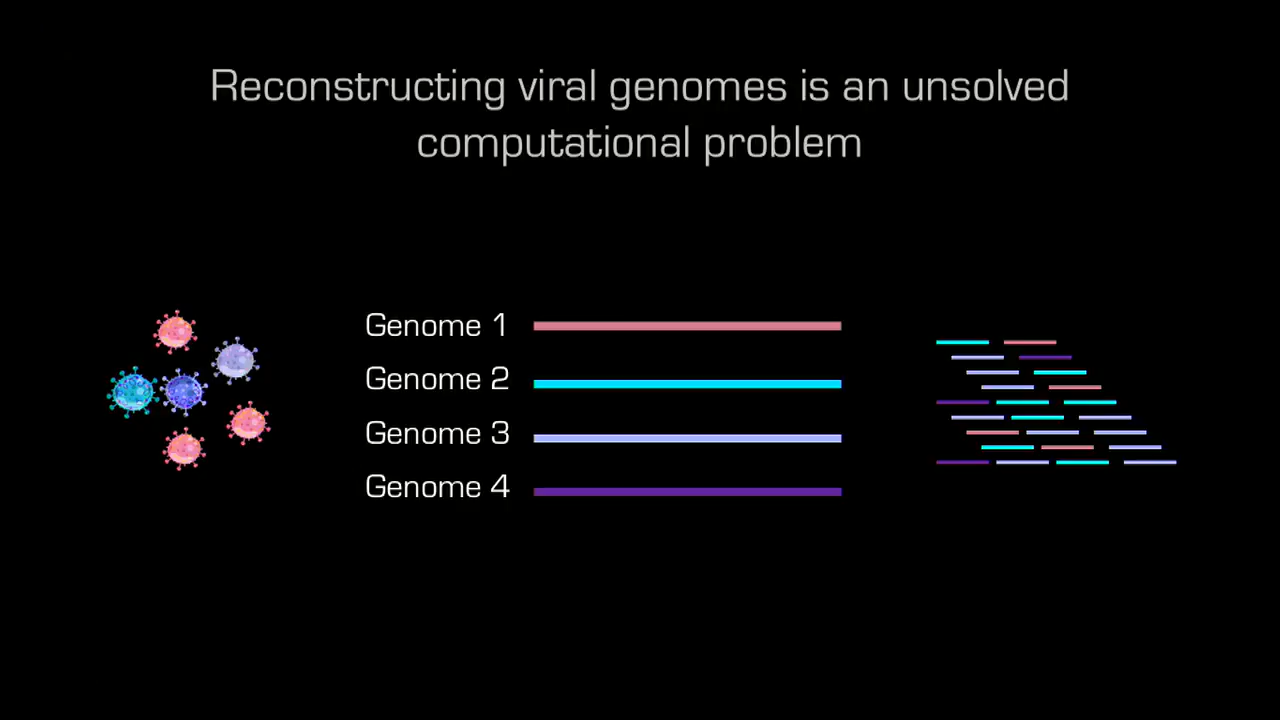 Reconstructing viral genomes is an unsolved
computational problem
Genome 1
Genome 2
Genome 3
Genome 4